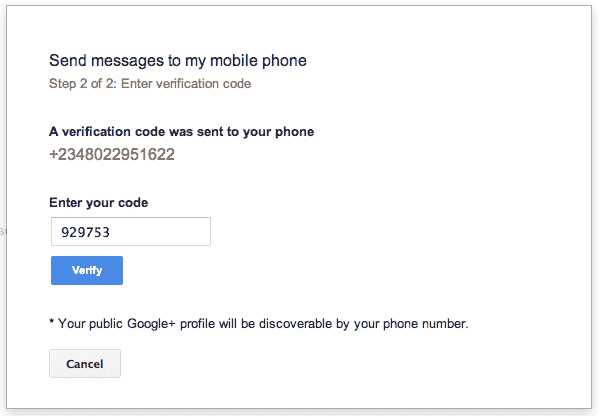 Send messages to my mobile phone
Step 2 of 2: Enter verification code
A verification code was sent to your phone
+2348022951622
Enter your code
929753
Verify
* Your public Google+ profile will be discoverable by your phone number.
Cancel